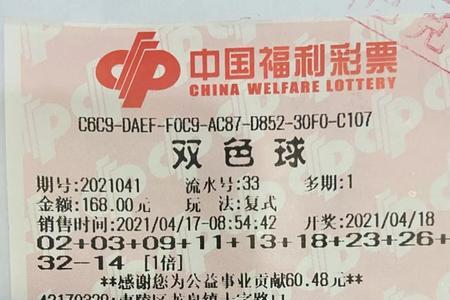 中国福利彩票
CHINA WELFARE LOTTERY
C6C9-DAEF-F0C9-AC87-D852-30F0-C107
双色球
期号:2021041 流水号:33 多期:1
金额:168.00元 玩 法:复式
销售时间:2021/04/17-08:54:42 开奖:2021/04/18
02+03+09+11+13+18+23+26+
32-14 [1倍]
**感谢您为公益事业贡献60.48元**